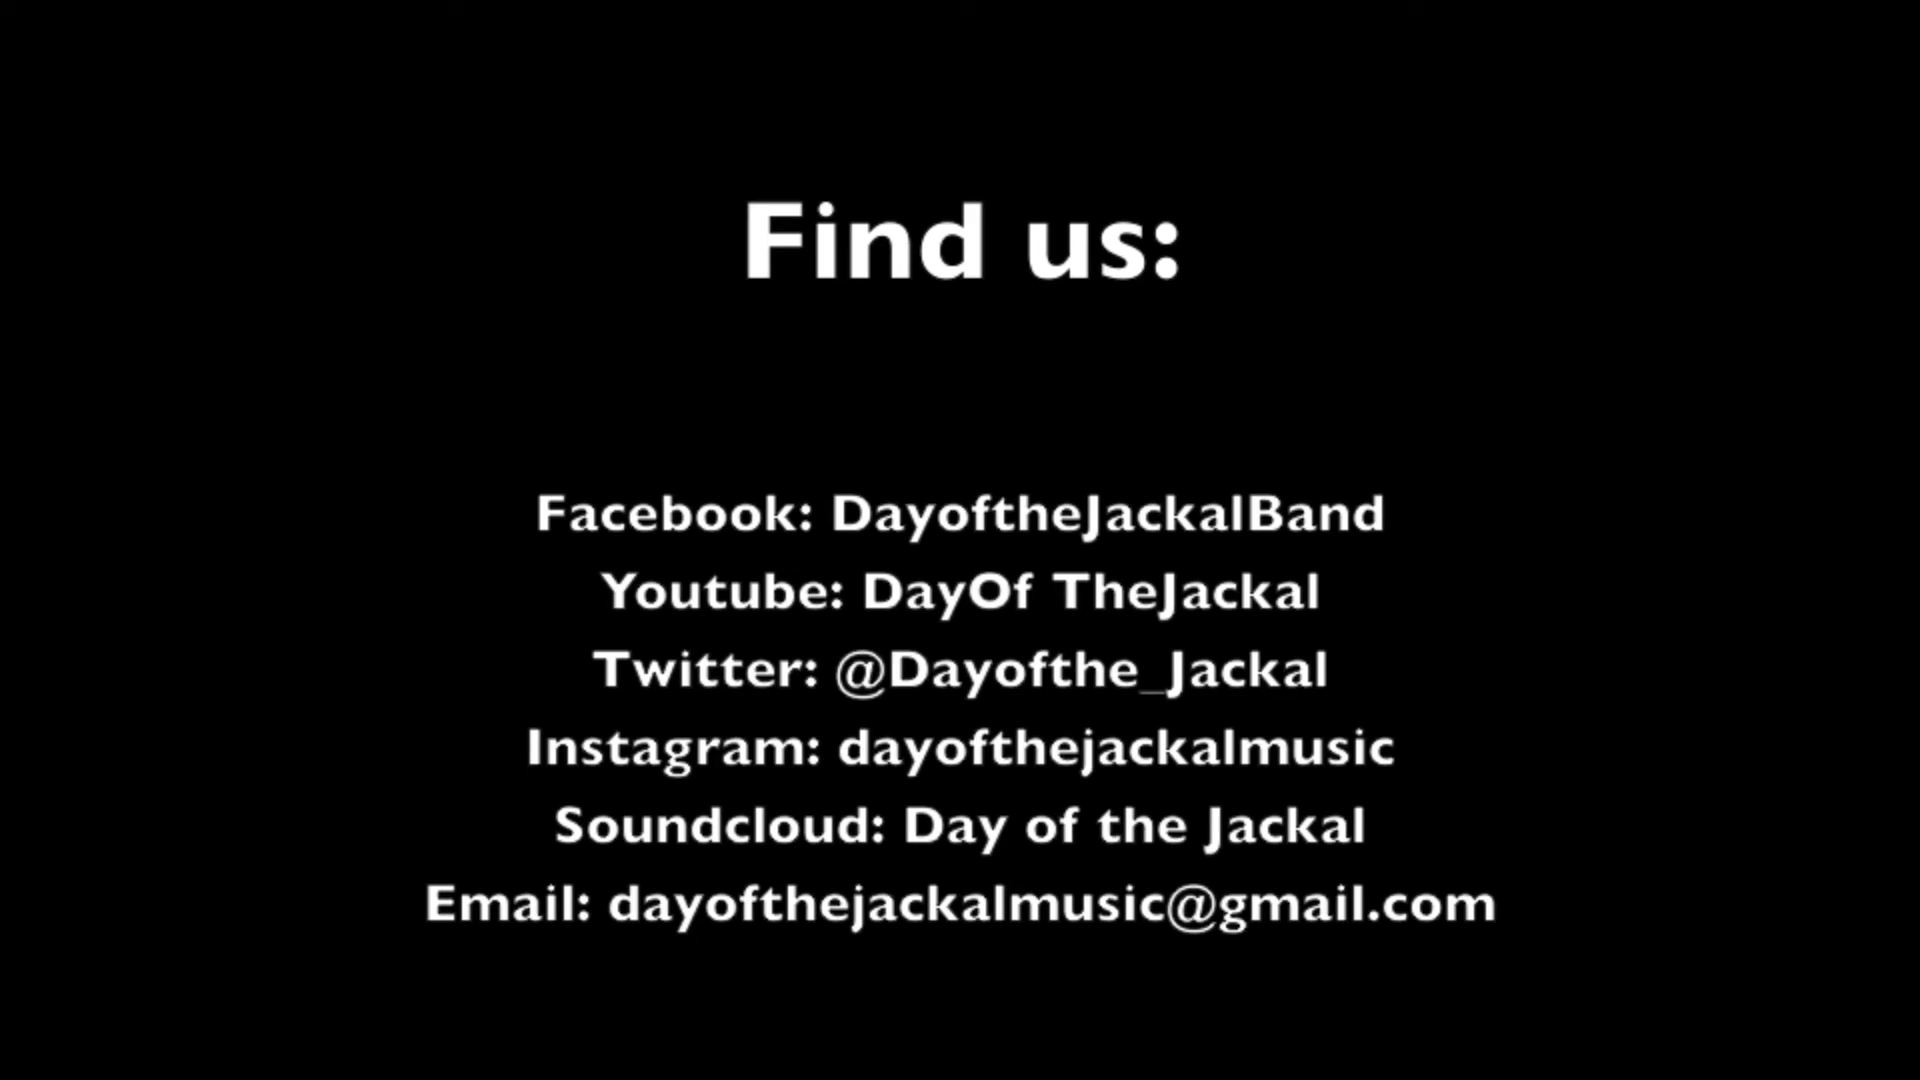 Find us:
Facebook: DayoftheJackalBand
Youtube: DayOf TheJackal
Twitter: @Dayofthe_Jackal
Instagram: dayofthejackalmusic
Soundcloud: Day of the Jackal
Email: dayofthejackalmusic@gmail.com